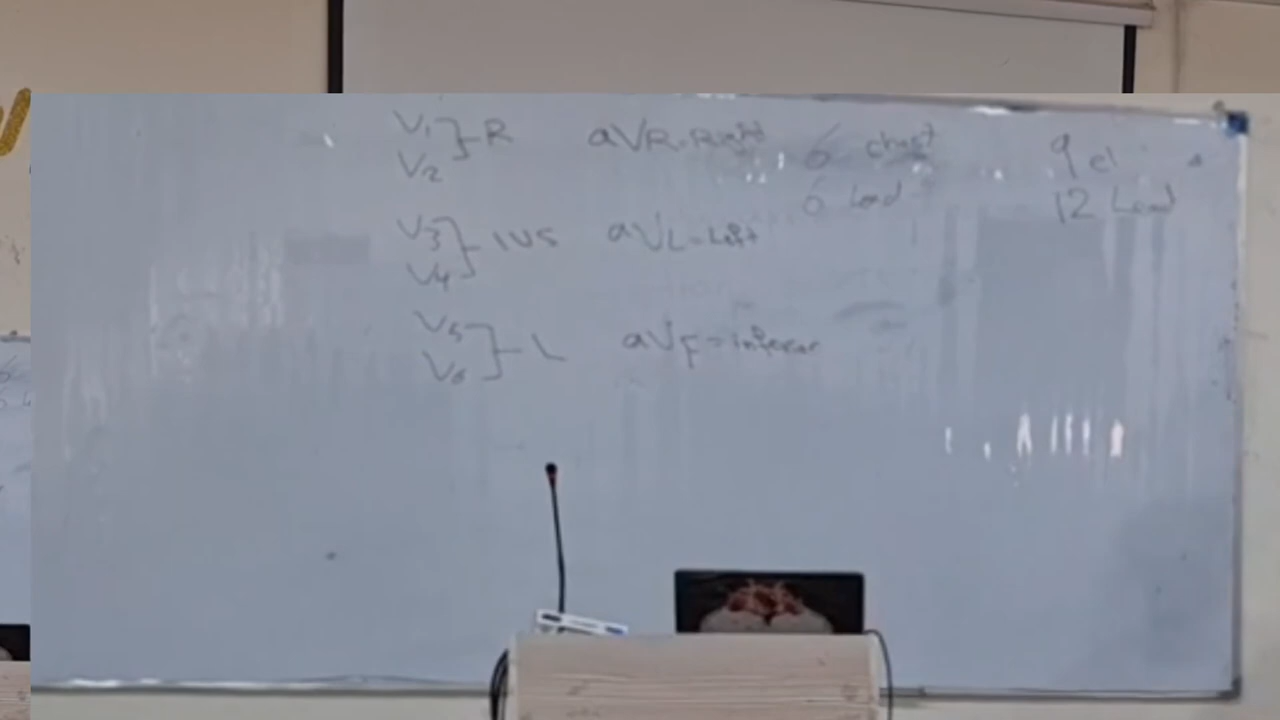 V1 } R aVR = Right 6 chest 9 el
V2 6 Lead 12 Lead
V3 } IVS aVL = Left
V4
V5 } L aVF = inferior
V6